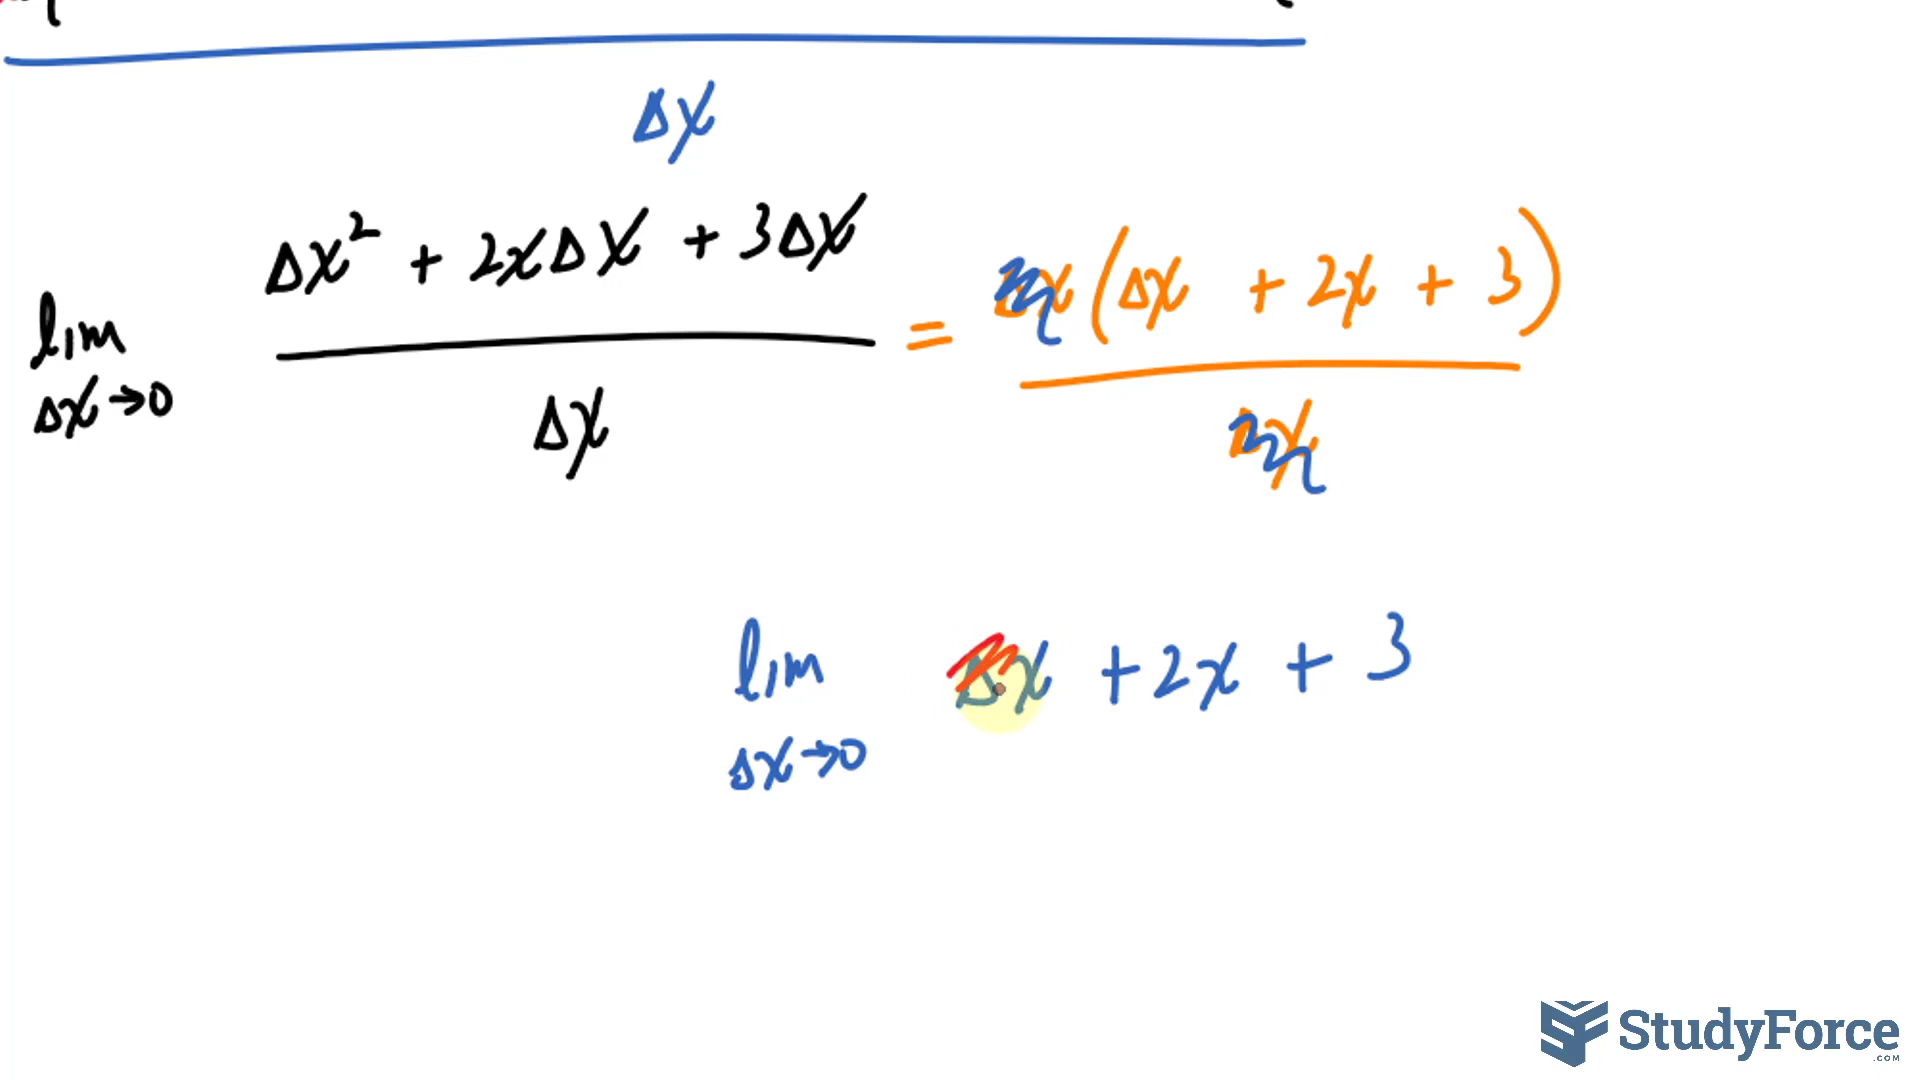 Δx
lim Δx→0 (Δx² + 2xΔx + 3Δx) / Δx = Δx(Δx + 2x + 3) / Δx
lim Δx→0 Δx + 2x + 3
StudyForce
.COM